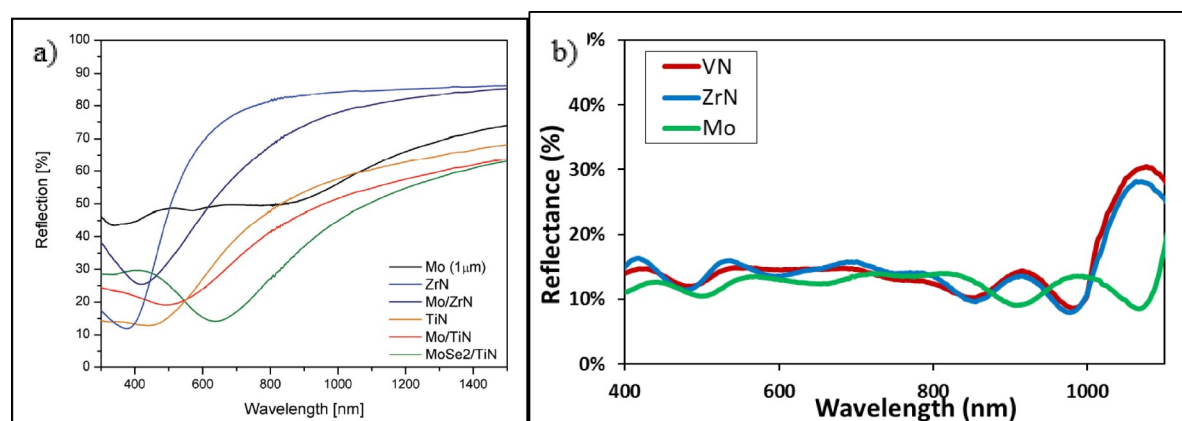 a)
100
90
80
70
60
50
40
30
20
10
0
Reflection [%]
Mo (1μm)
ZrN
Mo/ZrN
TiN
Mo/TiN
MoSe2/TiN
400 600 800 1000 1200 1400
Wavelength [nm]
b)
)%
40%
30%
20%
10%
0%
Reflectance (%)
VN
ZrN
Mo
400 600 800 1000
Wavelength (nm)